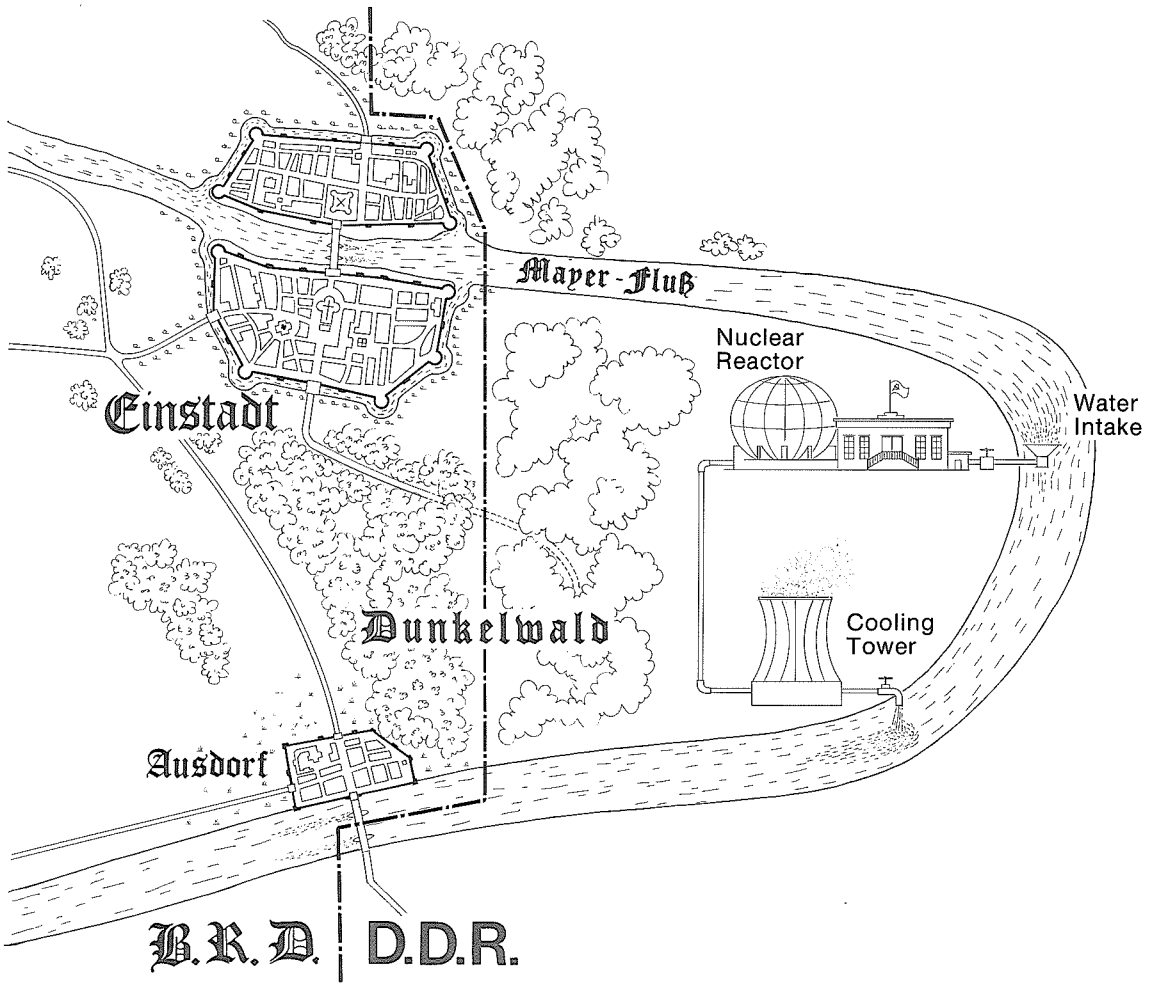 Mayer-Fluß
Nuclear
Reactor
Water
Intake
Einstadt
Cooling
Tower
Dunkelwald
Ausdorf
B.R.D.
D.D.R.